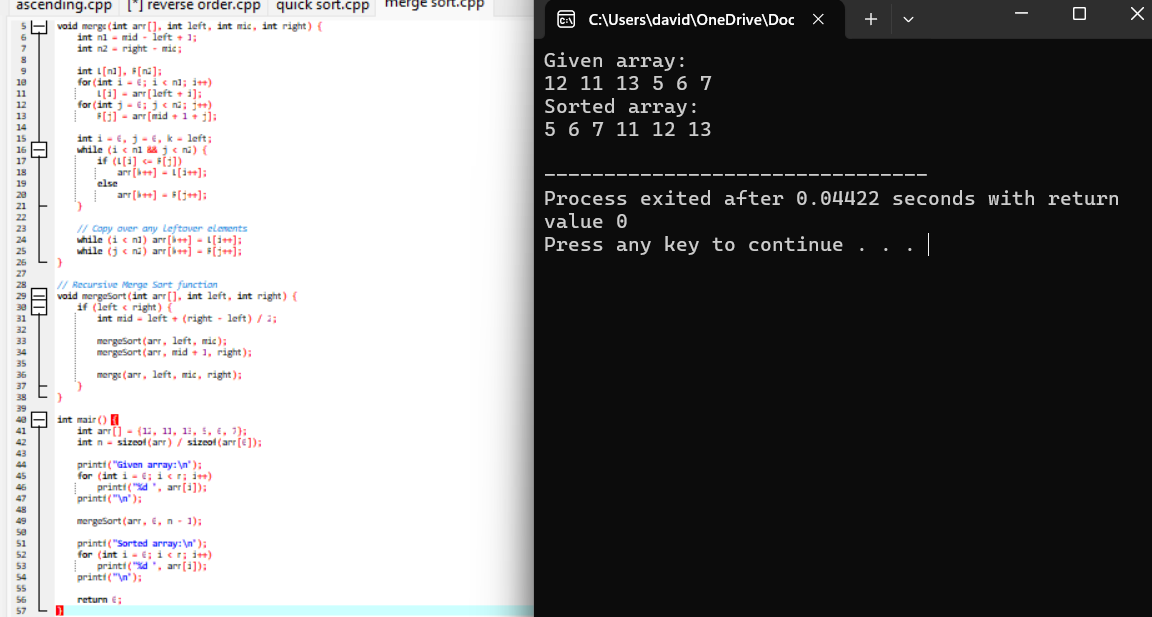 ascending.cpp [*] reverse order.cpp quick sort.cpp merge sort.cpp
5 void merge(int arr[], int left, int mid, int right) {
6 int n1 = mid - left + 1;
7 int n2 = right - mid;
8
9 int L[n1], R[n2];
10 for(int i = 0; i < n1; i++)
11 L[i] = arr[left + i];
12 for(int j = 0; j < n2; j++)
13 R[j] = arr[mid + 1 + j];
14
15 int i = 0, j = 0, k = left;
16 while (i < n1 && j < n2) {
17 if (L[i] <= R[j])
18 arr[k++] = L[i++];
19 else
20 arr[k++] = R[j++];
21 }
22
23 // Copy over any leftover elements
24 while (i < n1) arr[k++] = L[i++];
25 while (j < n2) arr[k++] = R[j++];
26 }
27
28 // Recursive Merge Sort function
29 void mergeSort(int arr[], int left, int right) {
30 if (left < right) {
31 int mid = left + (right - left) / 2;
32
33 mergeSort(arr, left, mid);
34 mergeSort(arr, mid + 1, right);
35
36 merge(arr, left, mid, right);
37 }
38 }
39
40 int main() {
41 int arr[] = {12, 11, 13, 5, 6, 7};
42 int n = sizeof(arr) / sizeof(arr[0]);
43
44 printf("Given array:\n");
45 for (int i = 0; i < n; i++)
46 printf("%d ", arr[i]);
47 printf("\n");
48
49 mergeSort(arr, 0, n - 1);
50
51 printf("Sorted array:\n");
52 for (int i = 0; i < n; i++)
53 printf("%d ", arr[i]);
54 printf("\n");
55
56 return 0;
57 }
C:\Users\david\OneDrive\Doc
Given array:
12 11 13 5 6 7
Sorted array:
5 6 7 11 12 13
--------------------------------
Process exited after 0.04422 seconds with return
value 0
Press any key to continue . . .